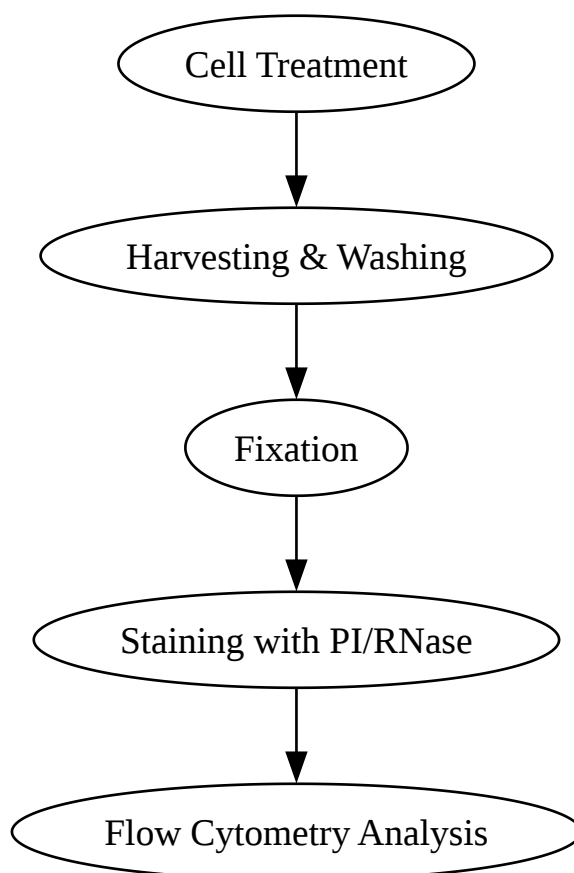 Cell Treatment
Harvesting & Washing
Fixation
Staining with PI/RNase
Flow Cytometry Analysis